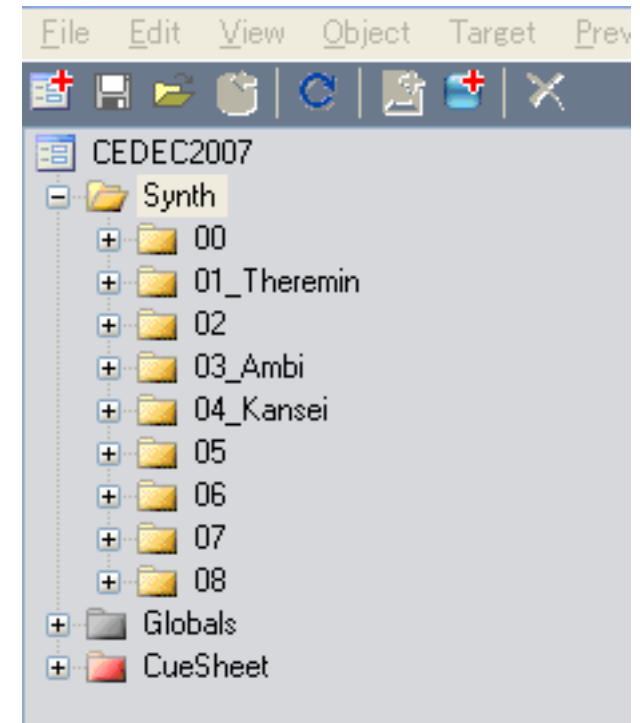 File Edit View Object Target Prev
CEDEC2007
Synth
00
01_Theremin
02
03_Ambi
04_Kansei
05
06
07
08
Globals
CueSheet